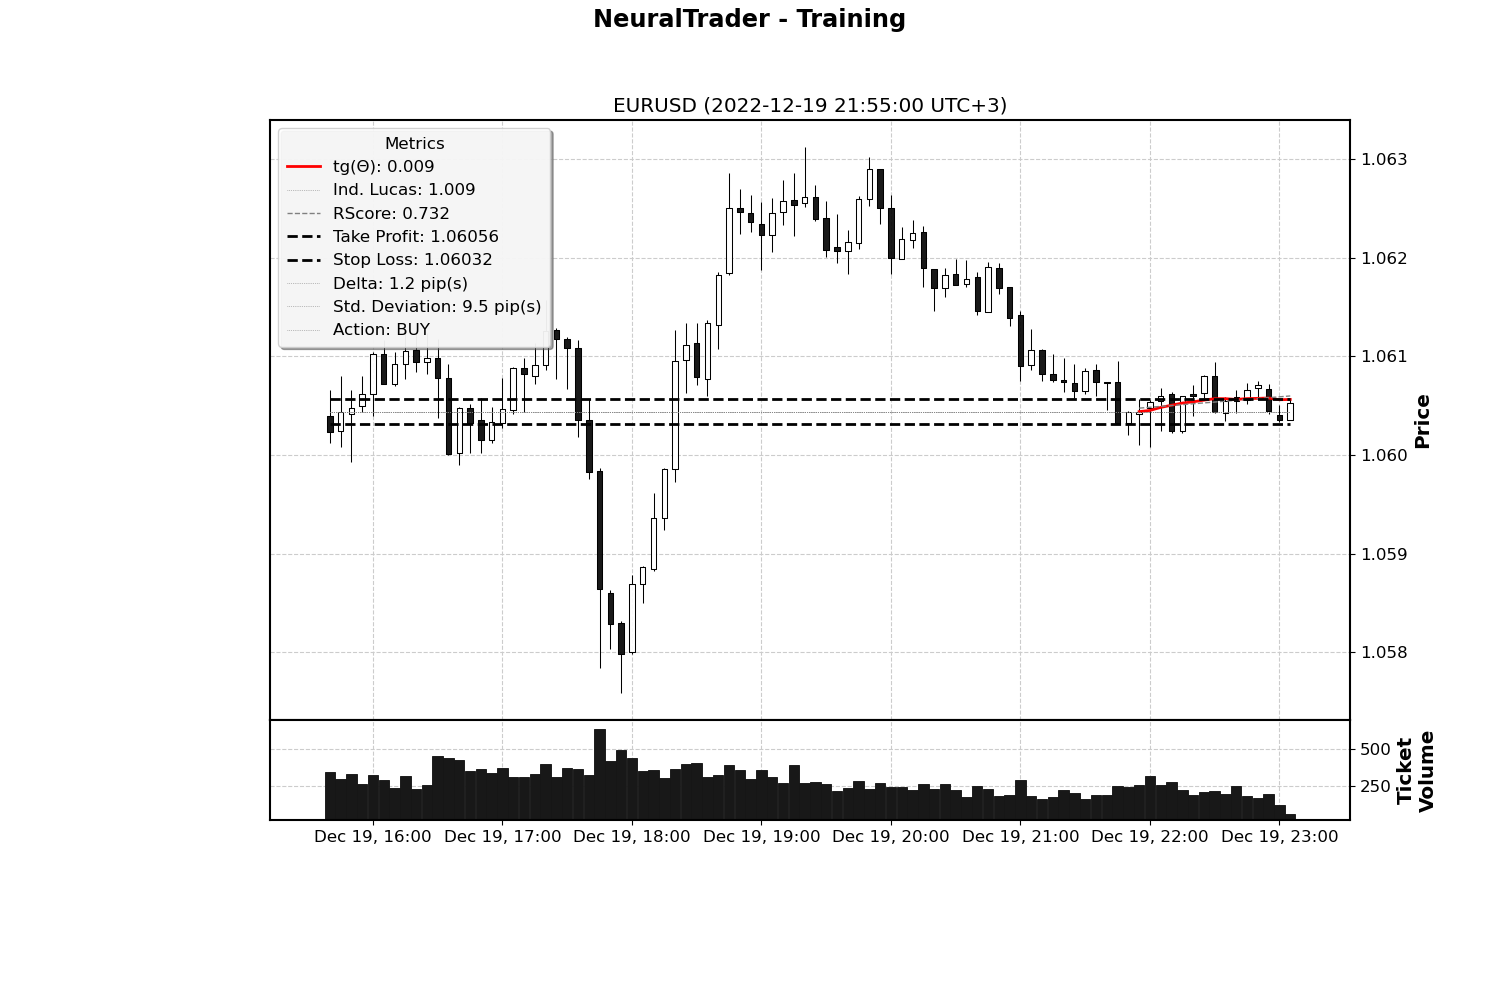 NeuralTrader - Training
EURUSD (2022-12-19 21:55:00 UTC+3)
Metrics
tg(Θ): 0.009
Ind. Lucas: 1.009
RScore: 0.732
Take Profit: 1.06056
Stop Loss: 1.06032
Delta: 1.2 pip(s)
Std. Deviation: 9.5 pip(s)
Action: BUY
1.063
1.062
1.061
1.060
1.059
1.058
Price
500
250
Ticket
Volume
Dec 19, 16:00 Dec 19, 17:00 Dec 19, 18:00 Dec 19, 19:00 Dec 19, 20:00 Dec 19, 21:00 Dec 19, 22:00 Dec 19, 23:00